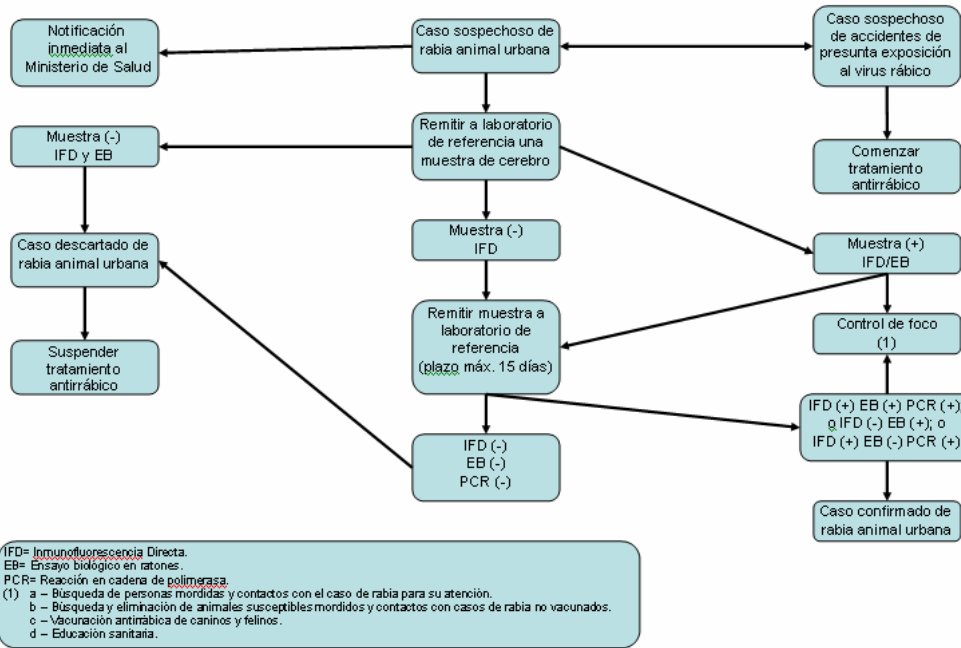 Notificación
inmediata al
Ministerio de Salud
Caso sospechoso de
rabia animal urbana
Caso sospechoso
de accidentes de
presunta exposición
al virus rábico
Muestra (-)
IFD y EB
Remitir a laboratorio
de referencia una
muestra de cerebro
Comenzar
tratamiento
antirrábico
Caso descartado de
rabia animal urbana
Muestra (-)
IFD
Muestra (+)
IFD/EB
Suspender
tratamiento
antirrábico
Remitir muestra a
laboratorio de
referencia
(plazo máx. 15 días)
Control de foco
(1)
IFD (-)
EB (-)
PCR (-)
IFD (+) EB (+) PCR (+)
o IFD (-) EB (+); o
IFD (+) EB (-) PCR (+)
Caso confirmado de
rabia animal urbana
IFD= Inmunofluorescencia Directa.
EB= Ensayo biológico en ratones.
PCR= Reacción en cadena de polimerasa.
(1) a – Búsqueda de personas mordidas y contactos con el caso de rabia para su atención.
b – Búsqueda y eliminación de animales susceptibles mordidos y contactos con casos de rabia no vacunados.
c – Vacunación antirrábica de caninos y felinos.
d – Educación sanitaria.